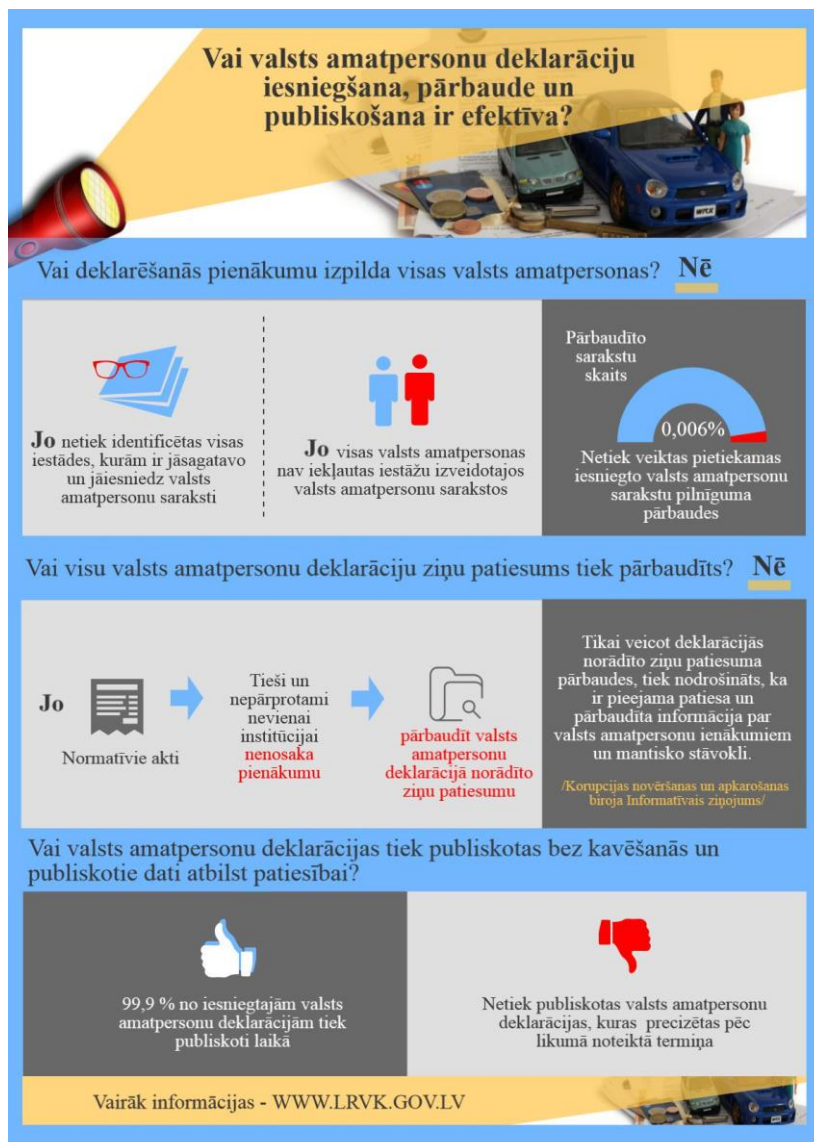 Vai valsts amatpersonu deklarāciju
iesniegšana, pārbaude un
publiskošana ir efektīva?
Vai deklarēšanās pienākumu izpilda visas valsts amatpersonas? Nē
Jo netiek identificētas visas
iestādes, kurām ir jāsagatavo
un jāiesniedz valsts
amatpersonu saraksti
Jo visas valsts amatpersonas
nav iekļautas iestāžu izveidotajos
valsts amatpersonu sarakstos
Pārbaudīto
sarakstu
skaits
0,006%
Netiek veiktas pietiekamas
iesniegto valsts amatpersonu
sarakstu pilnīguma
pārbaudes
Vai visu valsts amatpersonu deklarāciju ziņu patiesums tiek pārbaudīts? Nē
Jo
Normatīvie akti
Tieši un
nepārprotami
nevienai
institūcijai
nenosaka
pienākumu
pārbaudīt valsts
amatpersonu
deklarācijā norādīto
ziņu patiesumu
Tikai veicot deklarācijās
norādīto ziņu patiesuma
pārbaudes, tiek nodrošināts, ka
ir pieejama patiesa un
pārbaudīta informācija par
valsts amatpersonu ienākumiem
un mantisko stāvokli.
/Korupcijas novēršanas un apkarošanas
biroja Informatīvais ziņojums/
Vai valsts amatpersonu deklarācijas tiek publiskotas bez kavēšanās un
publiskotie dati atbilst patiesībai?
99,9 % no iesniegtajām valsts
amatpersonu deklarācijām tiek
publiskoti laikā
Netiek publiskotas valsts amatpersonu
deklarācijas, kuras precizētas pēc
likumā noteiktā termiņa
Vairāk informācijas - WWW.LRVK.GOV.LV